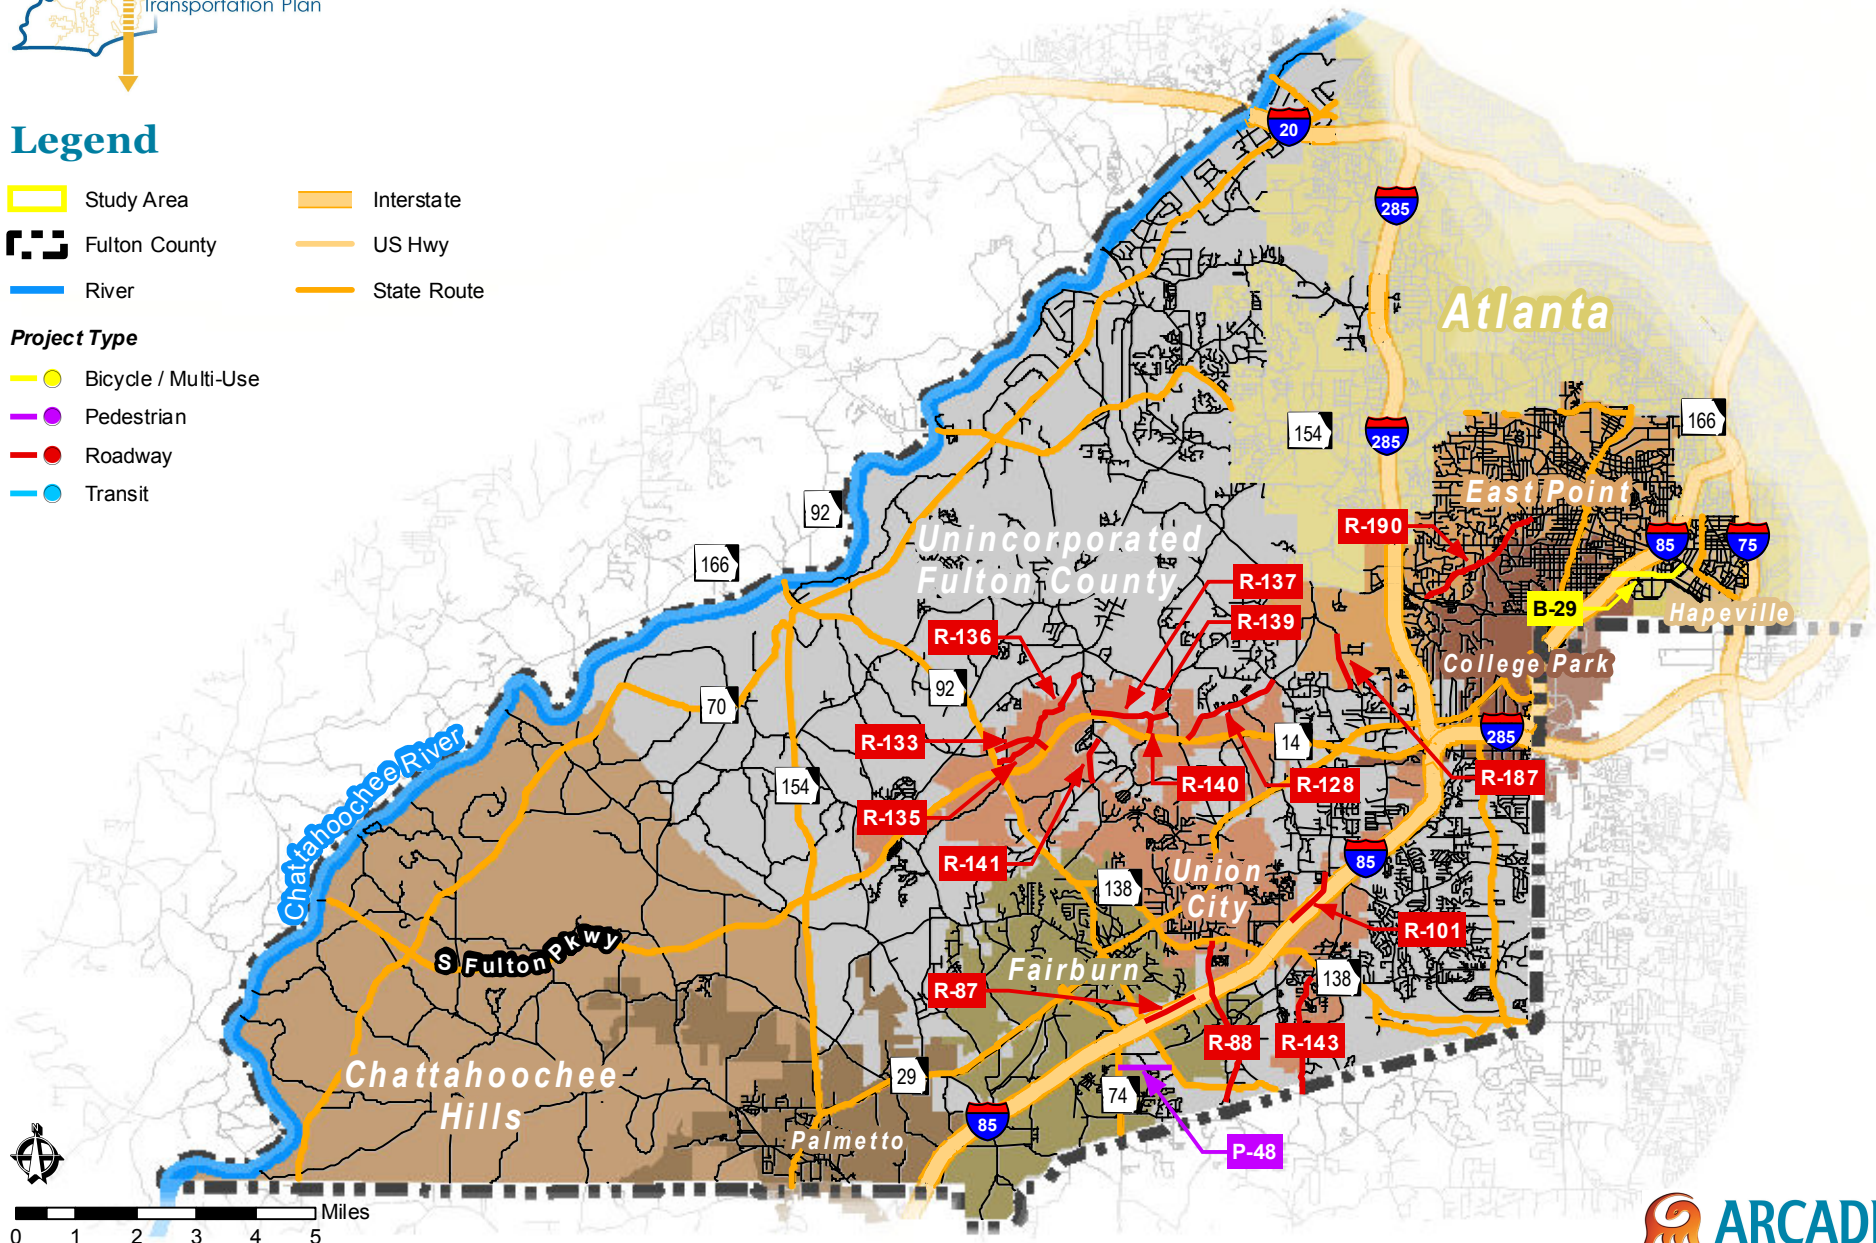 Transportation Plan
Legend
Study Area
Interstate
Fulton County
US Hwy
River
State Route
Project Type
Bicycle / Multi-Use
Pedestrian
Roadway
Transit
20
285
Atlanta
154
285
166
East Point
92
R-190
85
75
Unincorporated
Fulton County
166
R-137
B-29
Hapeville
R-136
R-139
College Park
92
70
R-133
14
285
Chattahoochee River
154
R-140
R-128
R-187
R-135
R-141
85
Union
City
138
R-101
S Fulton Pkwy
Fairburn
138
R-87
R-88
R-143
Chattahoochee
Hills
29
74
85
Palmetto
P-48
N
Miles
0 1 2 3 4 5